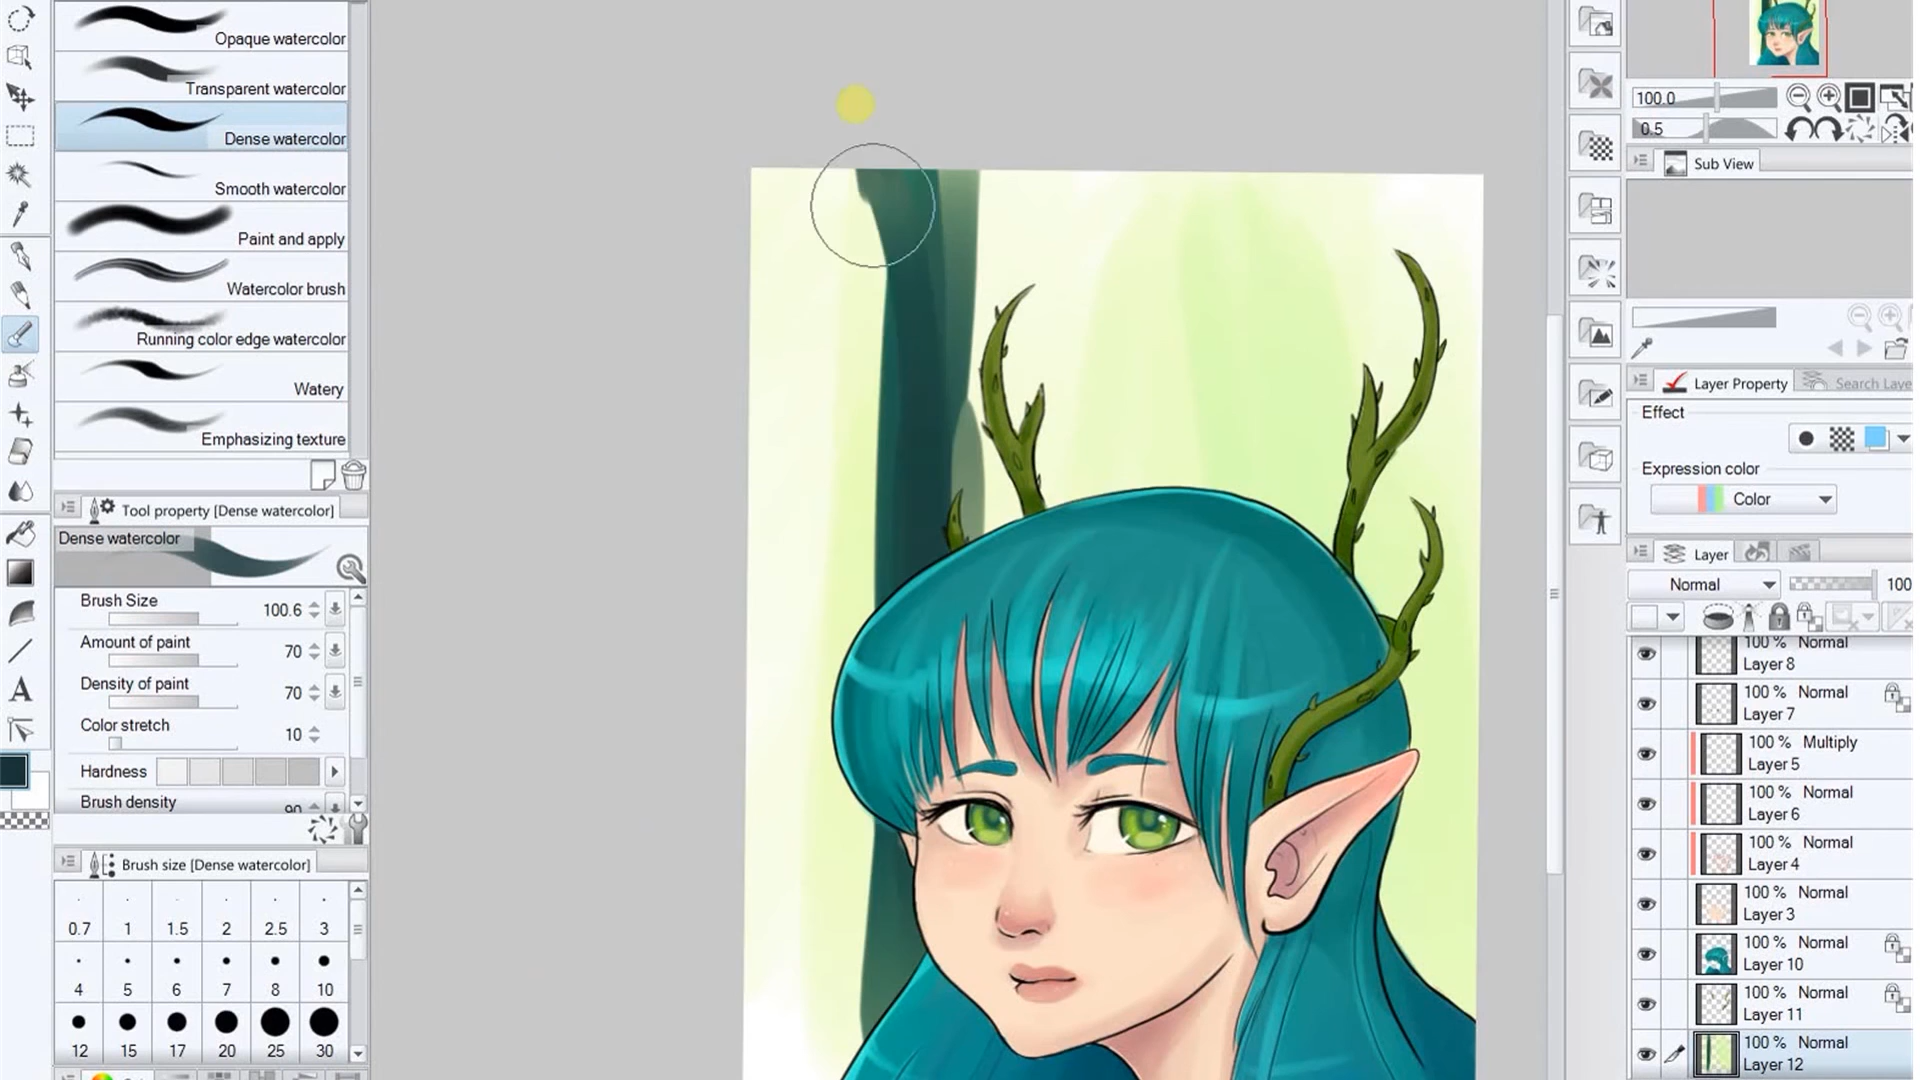 Opaque watercolor
Transparent watercolor
Dense watercolor
Smooth watercolor
Paint and apply
Watercolor brush
Running color edge watercolor
Watery
Emphasizing texture
Tool property [Dense watercolor]
Dense watercolor
Brush Size 100.6
Amount of paint 70
Density of paint 70
Color stretch 10
Hardness
Brush density 90
Brush size [Dense watercolor]
0.7 1 1.5 2 2.5 3
4 5 6 7 8 10
12 15 17 20 25 30
A
100.0
0.5
Sub View
Layer Property
Search Laye
Effect
Expression color
Color
Layer
Normal 100
100 % Normal
Layer 8
100 % Normal
Layer 7
100 % Multiply
Layer 5
100 % Normal
Layer 6
100 % Normal
Layer 4
100 % Normal
Layer 3
100 % Normal
Layer 10
100 % Normal
Layer 11
100 % Normal
Layer 12